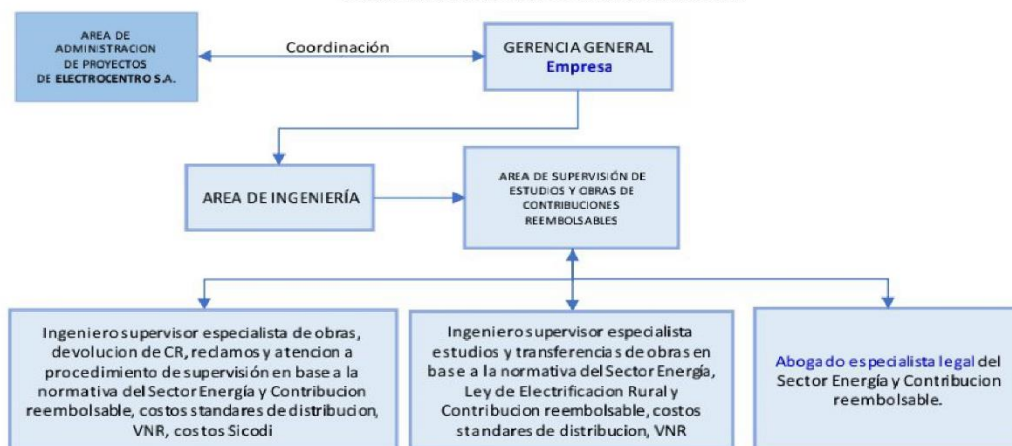 AREA DE
ADMINISTRACION
DE PROYECTOS
DE ELECTROCENTRO S.A.
Coordinación
GERENCIA GENERAL
Empresa
AREA DE INGENIERÍA
AREA DE SUPERVISIÓN DE
ESTUDIOS Y OBRAS DE
CONTRIBUCIONES
REEMBOLSABLES
Ingeniero supervisor especialista de obras,
devolucion de CR, reclamos y atencion a
procedimiento de supervisión en base a la
normativa del Sector Energía y Contribucion
reembolsable, costos standares de distribucion,
VNR, costos Sicodi
Ingeniero supervisor especialista
estudios y transferencias de obras en
base a la normativa del Sector Energía,
Ley de Electrificacion Rural y
Contribucion reembolsable, costos
standares de distribucion, VNR
Abogado especialista legal del
Sector Energía y Contribucion
reembolsable.